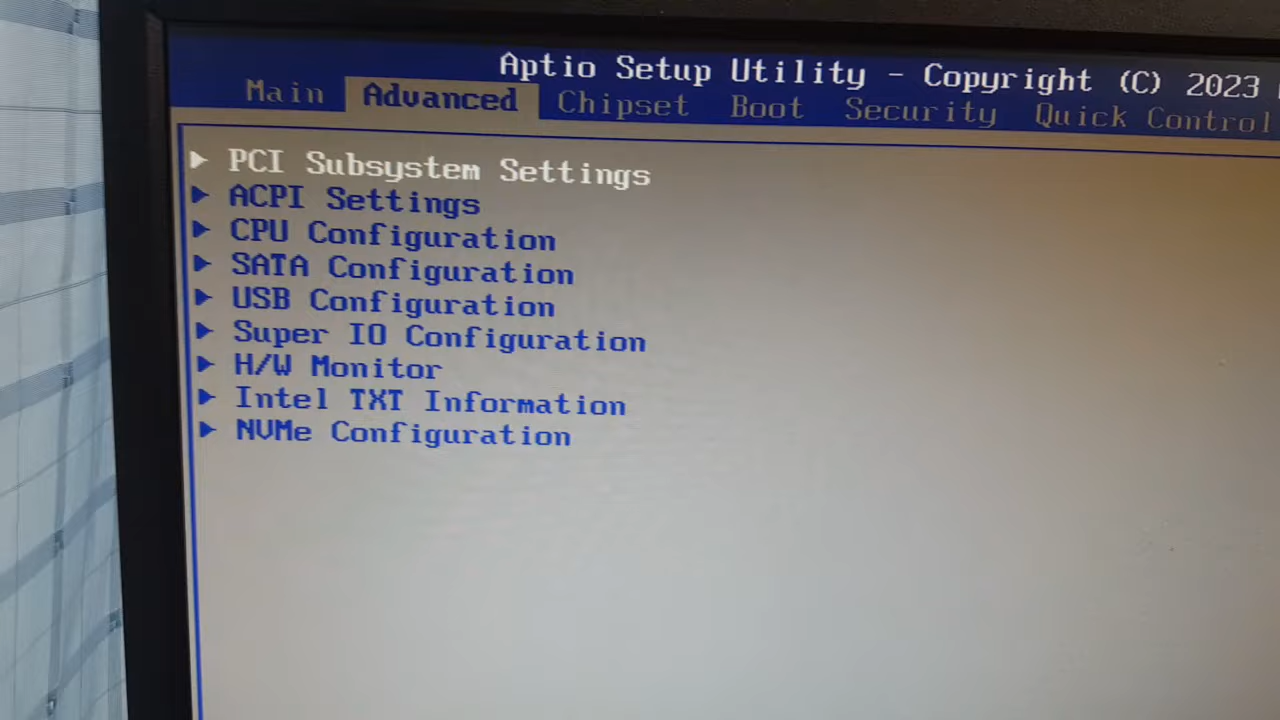 Aptio Setup Utility - Copyright (C) 2023
Main Advanced Chipset Boot Security Quick Control
PCI Subsystem Settings
ACPI Settings
CPU Configuration
SATA Configuration
USB Configuration
Super IO Configuration
H/W Monitor
Intel TXT Information
NVMe Configuration